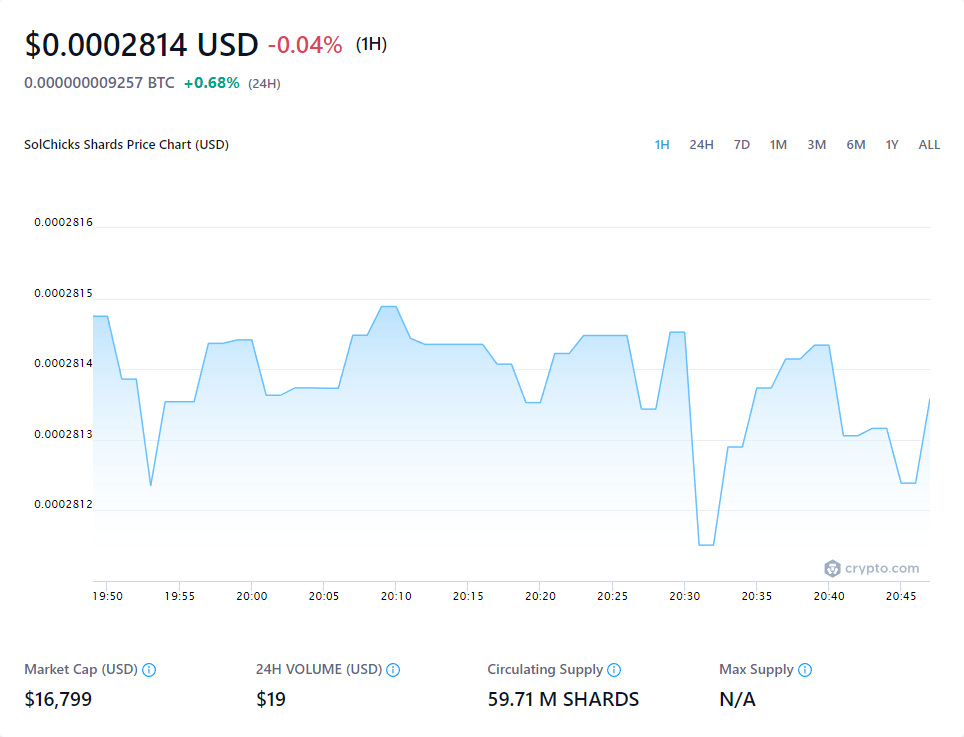 $0.0002814 USD -0.04% (1H)
0.000000009257 BTC +0.68% (24H)
SolChicks Shards Price Chart (USD)
1H 24H 7D 1M 3M 6M 1Y ALL
0.0002816
0.0002815
0.0002814
0.0002813
0.0002812
crypto.com
19:50 19:55 20:00 20:05 20:10 20:15 20:20 20:25 20:30 20:35 20:40 20:45
Market Cap (USD) 24H VOLUME (USD) Circulating Supply Max Supply
$16,799 $19 59.71 M SHARDS N/A